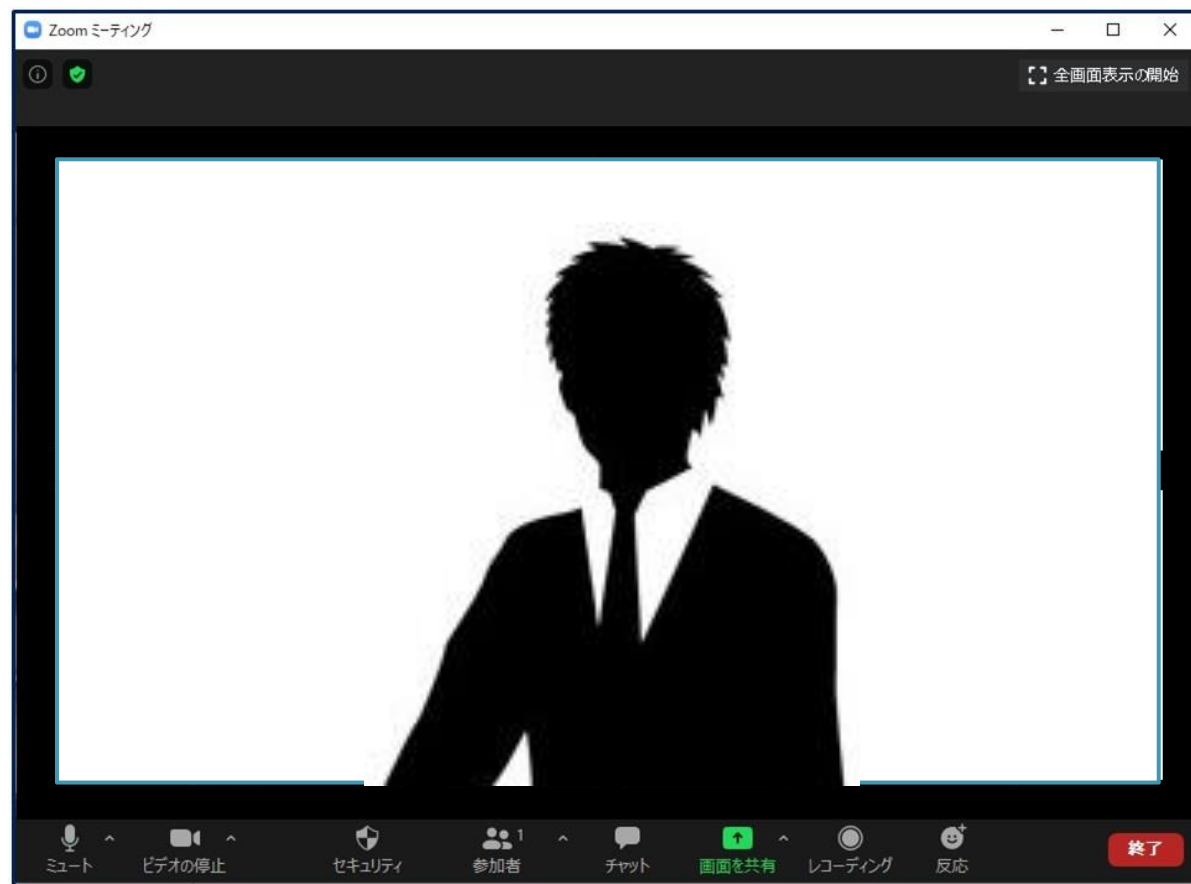 Zoom ミーティング
全画面表示の開始
1
ミュート
ビデオの停止
セキュリティ
参加者
チャット
画面を共有
レコーディング
反応
終了